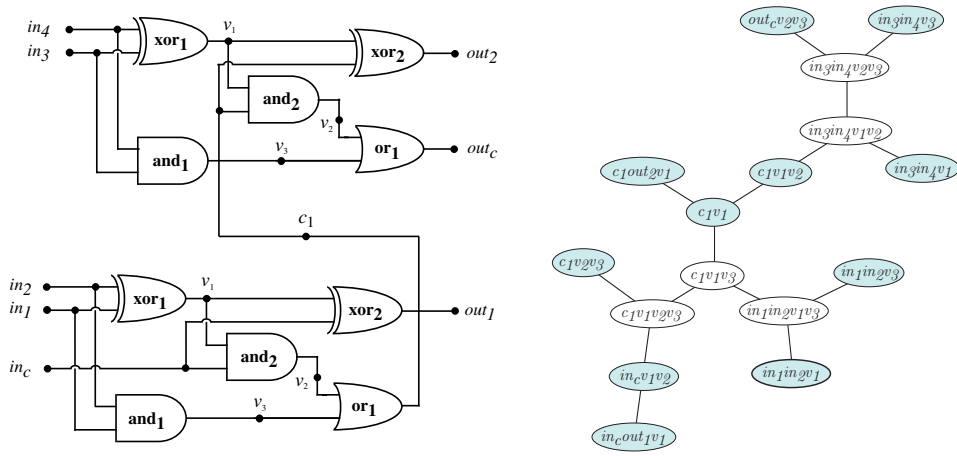 in4
in3
xor1
v1
xor2
out2
and2
v2
and1
v3
or1
outc
c1
in2
in1
xor1
v1
xor2
out1
inc
and2
v2
and1
v3
or1
outcv2v3
in3in4v3
in3in4v2v3
in3in4v1v2
c1out2v1
c1v1v2
in3in4v1
c1v1
c1v2v3
c1v1v3
in1in2v3
c1v1v2v3
in1in2v1v3
incv1v2
in1in2v1
incout1v1